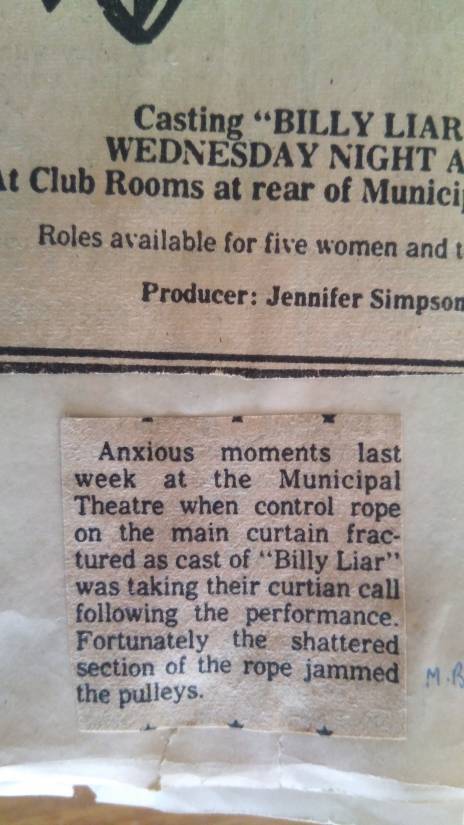 Casting “BILLY LIAR
WEDNESDAY NIGHT A
At Club Rooms at rear of Municip
Roles available for five women and t
Producer: Jennifer Simpson
Anxious moments last
week at the Municipal
Theatre when control rope
on the main curtain frac-
tured as cast of “Billy Liar”
was taking their curtian call
following the performance.
Fortunately the shattered
section of the rope jammed
the pulleys.
M.B